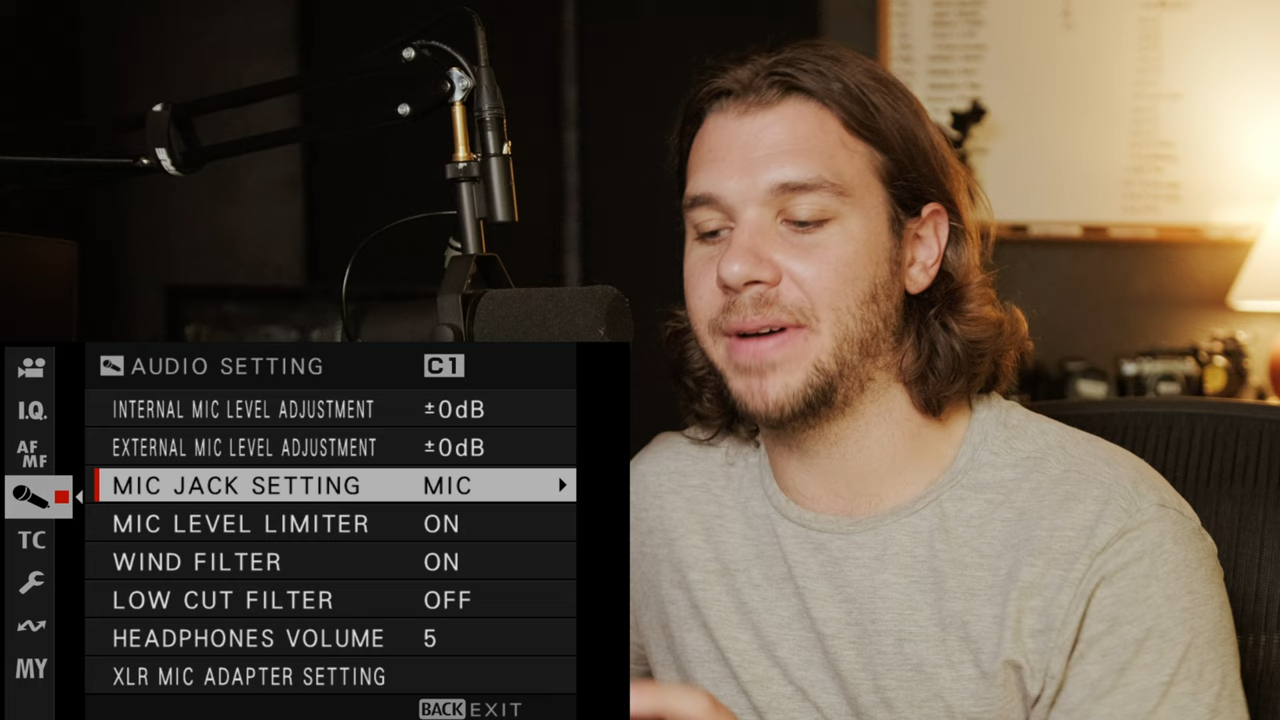 AUDIO SETTING C1
INTERNAL MIC LEVEL ADJUSTMENT ±0dB
EXTERNAL MIC LEVEL ADJUSTMENT ±0dB
MIC JACK SETTING MIC
MIC LEVEL LIMITER ON
WIND FILTER ON
LOW CUT FILTER OFF
HEADPHONES VOLUME 5
XLR MIC ADAPTER SETTING
BACK EXIT
I.Q.
AF
MF
TC
MY